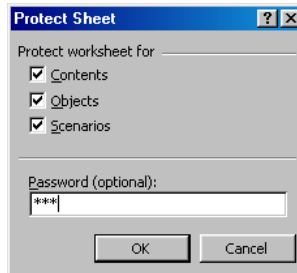 Protect Sheet
Protect worksheet for
Contents
Objects
Scenarios
Password (optional):
***
OK Cancel